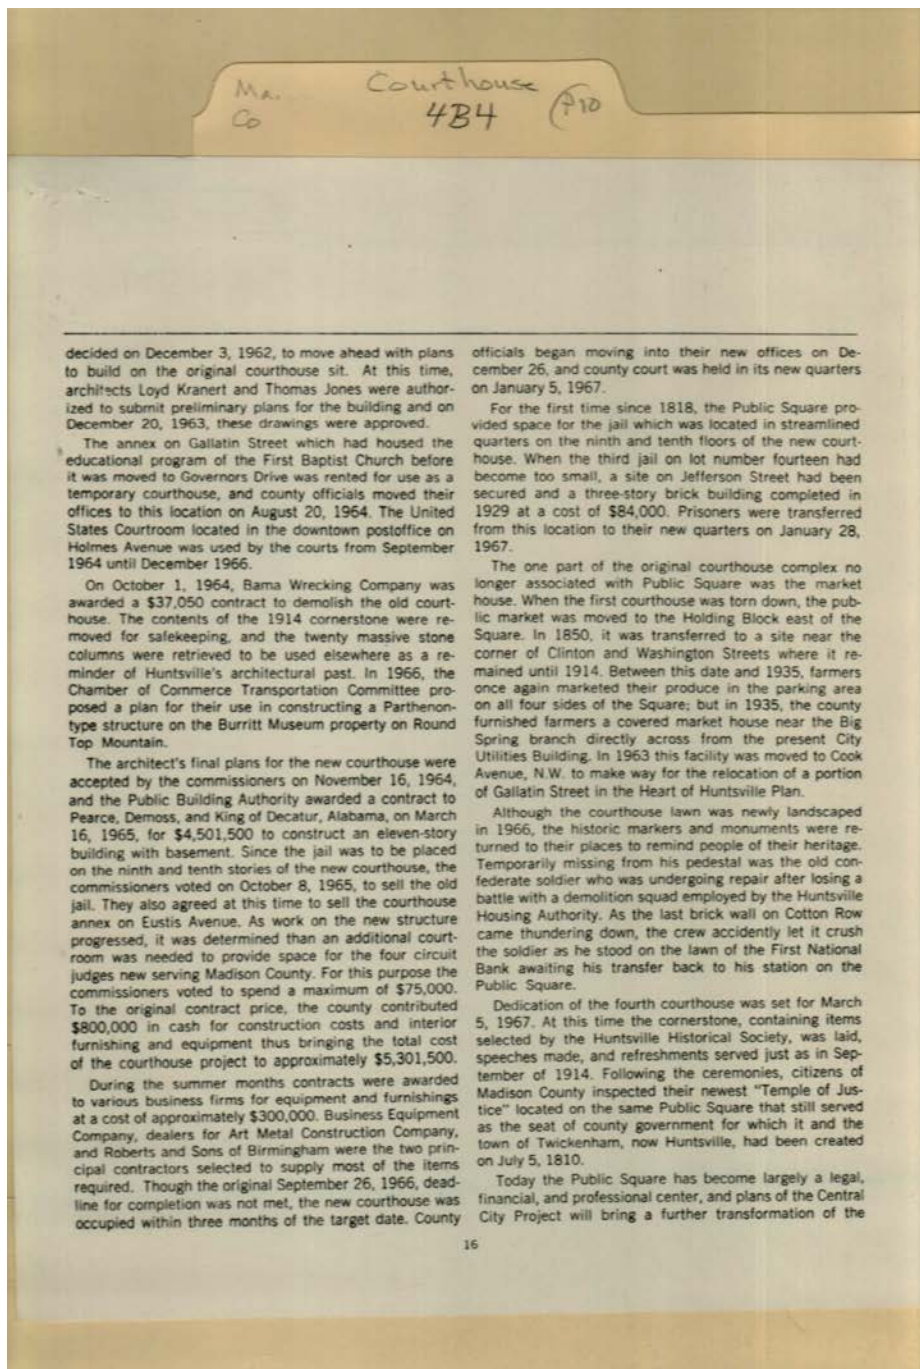 Ma. Courthouse
Co 4B4 (P10
decided on December 3, 1962, to move ahead with plans
to build on the original courthouse sit. At this time,
architects Loyd Kranert and Thomas Jones were author-
ized to submit preliminary plans for the building and on
December 20, 1963, these drawings were approved.
The annex on Gallatin Street which had housed the
educational program of the First Baptist Church before
it was moved to Governors Drive was rented for use as a
temporary courthouse, and county officials moved their
offices to this location on August 20, 1964. The United
States Courtroom located in the downtown postoffice on
Holmes Avenue was used by the courts from September
1964 until December 1966.
On October 1, 1964, Bama Wrecking Company was
awarded a $37,050 contract to demolish the old court-
house. The contents of the 1914 cornerstone were re-
moved for safekeeping, and the twenty massive stone
columns were retrieved to be used elsewhere as a re-
minder of Huntsville's architectural past. In 1966, the
Chamber of Commerce Transportation Committee pro-
posed a plan for their use in constructing a Parthenon-
type structure on the Burritt Museum property on Round
Top Mountain.
The architect's final plans for the new courthouse were
accepted by the commissioners on November 16, 1964,
and the Public Building Authority awarded a contract to
Pearce, Demoss, and King of Decatur, Alabama, on March
16, 1965, for $4,501,500 to construct an eleven-story
building with basement. Since the jail was to be placed
on the ninth and tenth stories of the new courthouse, the
commissioners voted on October 8, 1965, to sell the old
jail. They also agreed at this time to sell the courthouse
annex on Eustis Avenue. As work on the new structure
progressed, it was determined than an additional court-
room was needed to provide space for the four circuit
judges new serving Madison County. For this purpose the
commissioners voted to spend a maximum of $75,000.
To the original contract price, the county contributed
$800,000 in cash for construction costs and interior
furnishing and equipment thus bringing the total cost
of the courthouse project to approximately $5,301,500.
During the summer months contracts were awarded
to various business firms for equipment and furnishings
at a cost of approximately $300,000. Business Equipment
Company, dealers for Art Metal Construction Company,
and Roberts and Sons of Birmingham were the two prin-
cipal contractors selected to supply most of the items
required. Though the original September 26, 1966, dead-
line for completion was not met, the new courthouse was
occupied within three months of the target date. County
officials began moving into their new offices on De-
cember 26, and county court was held in its new quarters
on January 5, 1967.
For the first time since 1818, the Public Square pro-
vided space for the jail which was located in streamlined
quarters on the ninth and tenth floors of the new court-
house. When the third jail on lot number fourteen had
become too small, a site on Jefferson Street had been
secured and a three-story brick building completed in
1929 at a cost of $84,000. Prisoners were transferred
from this location to their new quarters on January 28,
1967.
The one part of the original courthouse complex no
longer associated with Public Square was the market
house. When the first courthouse was torn down, the pub-
lic market was moved to the Holding Block east of the
Square. In 1850, it was transferred to a site near the
corner of Clinton and Washington Streets where it re-
mained until 1914. Between this date and 1935, farmers
once again marketed their produce in the parking area
on all four sides of the Square; but in 1935, the county
furnished farmers a covered market house near the Big
Spring branch directly across from the present City
Utilities Building. In 1963 this facility was moved to Cook
Avenue, N.W. to make way for the relocation of a portion
of Gallatin Street in the Heart of Huntsville Plan.
Although the courthouse lawn was newly landscaped
in 1966, the historic markers and monuments were re-
turned to their places to remind people of their heritage.
Temporarily missing from his pedestal was the old con-
federate soldier who was undergoing repair after losing a
battle with a demolition squad employed by the Huntsville
Housing Authority. As the last brick wall on Cotton Row
came thundering down, the crew accidently let it crush
the soldier as he stood on the lawn of the First National
Bank awaiting his transfer back to his station on the
Public Square.
Dedication of the fourth courthouse was set for March
5, 1967. At this time the cornerstone, containing items
selected by the Huntsville Historical Society, was laid,
speeches made, and refreshments served just as in Sep-
tember of 1914. Following the ceremonies, citizens of
Madison County inspected their newest "Temple of Jus-
tice" located on the same Public Square that still served
as the seat of county government for which it and the
town of Twickenham, now Huntsville, had been created
on July 5, 1810.
Today the Public Square has become largely a legal,
financial, and professional center, and plans of the Central
City Project will bring a further transformation of the
16